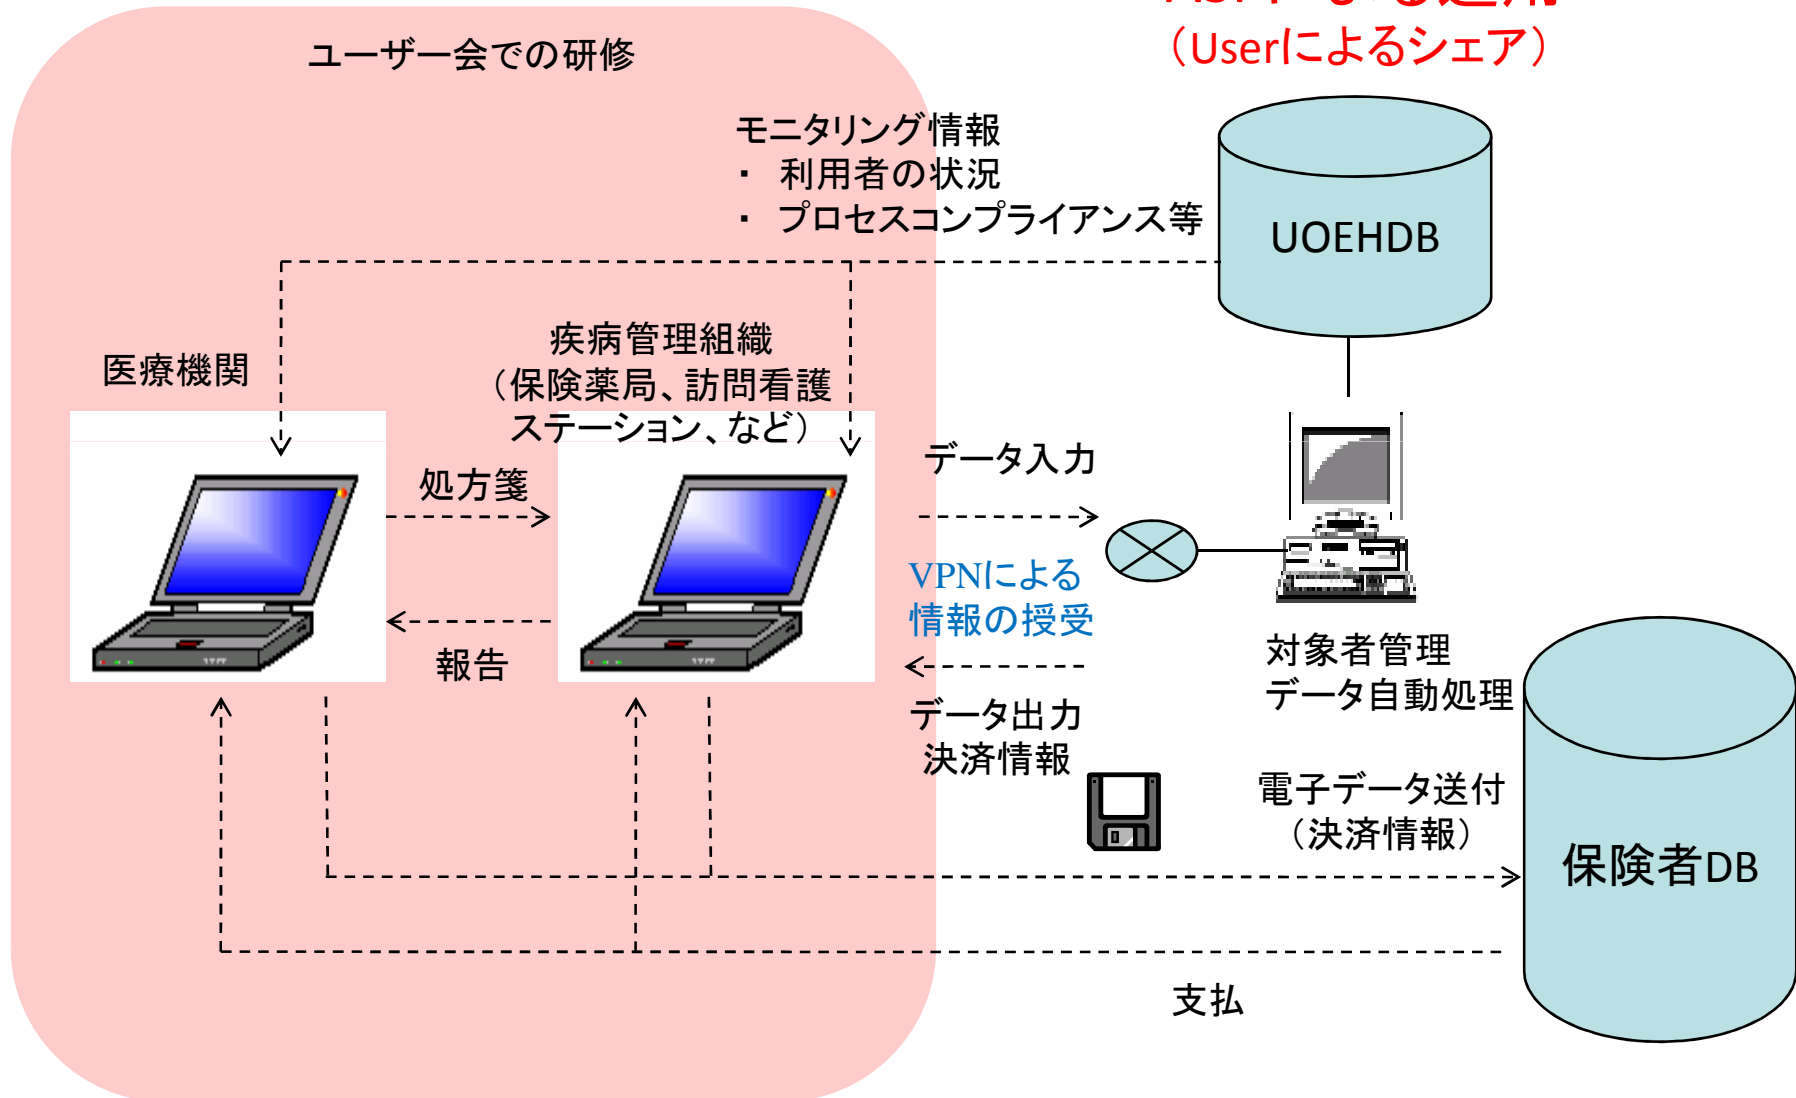 (Userによるシェア)
ユーザー会での研修
モニタリング情報
・ 利用者の状況
・ プロセスコンプライアンス等
UOEHDB
医療機関
疾病管理組織
(保険薬局、訪問看護
ステーション、など)
処方箋
報告
データ入力
VPNによる
情報の授受
データ出力
決済情報
対象者管理
データ自動処理
電子データ送付
(決済情報)
保険者DB
支払